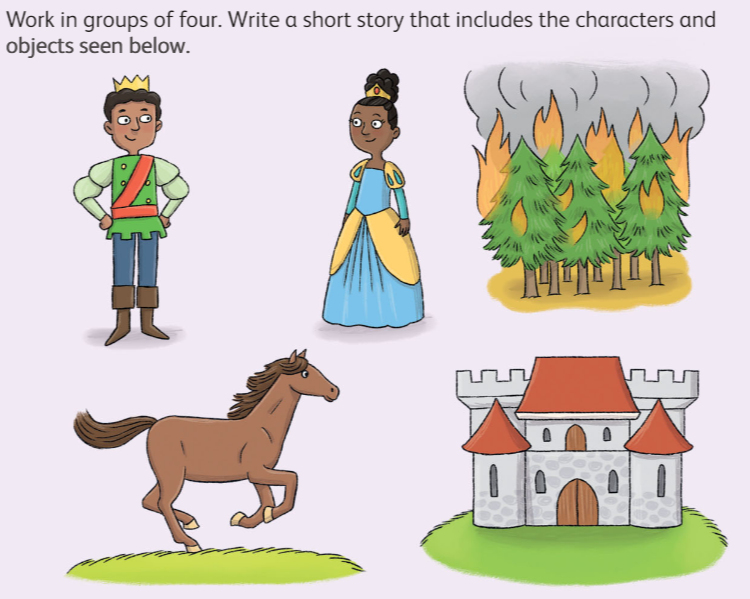 Work in groups of four. Write a short story that includes the characters and
objects seen below.